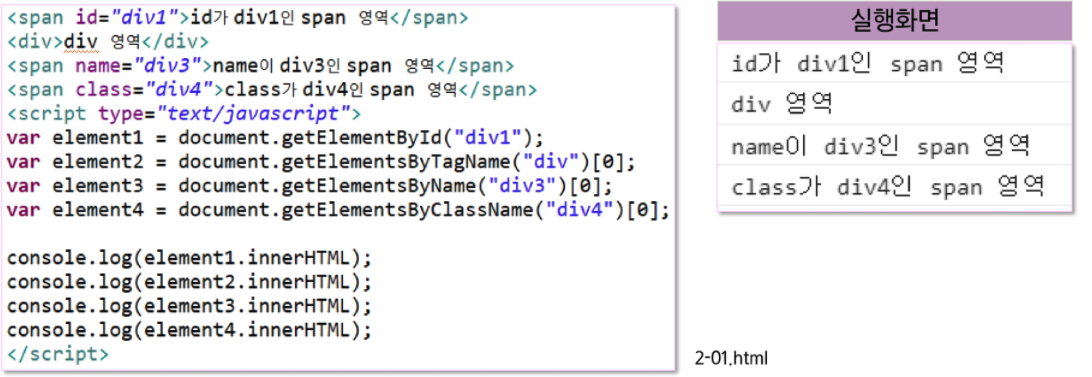 <span id="div1">id가 div1인 span 영역</span>
<div>div 영역</div>
<span name="div3">name이 div3인 span 영역</span>
<span class="div4">class가 div4인 span 영역</span>
<script type="text/javascript">
var element1 = document.getElementById("div1");
var element2 = document.getElementsByTagName("div")[0];
var element3 = document.getElementsByName("div3")[0];
var element4 = document.getElementsByClassName("div4")[0];

console.log(element1.innerHTML);
console.log(element2.innerHTML);
console.log(element3.innerHTML);
console.log(element4.innerHTML);
</script>
실행화면
id가 div1인 span 영역
div 영역
name이 div3인 span 영역
class가 div4인 span 영역
2-01.html